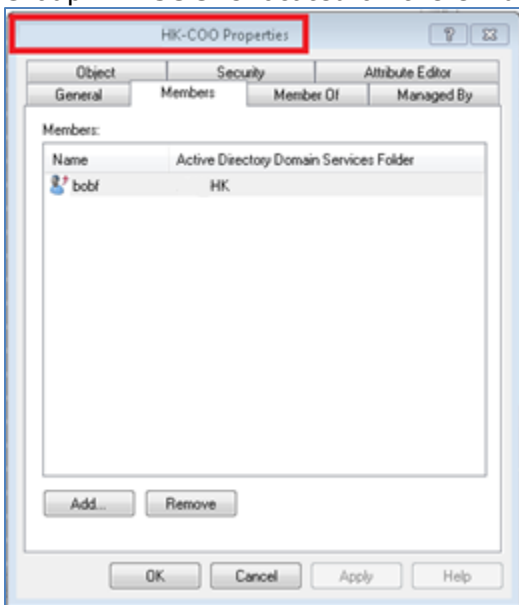 HK-COO Properties
Object Security Attribute Editor
General Members Member Of Managed By
Members:
Name Active Directory Domain Services Folder
bobf HK
Add... Remove
OK Cancel Apply Help